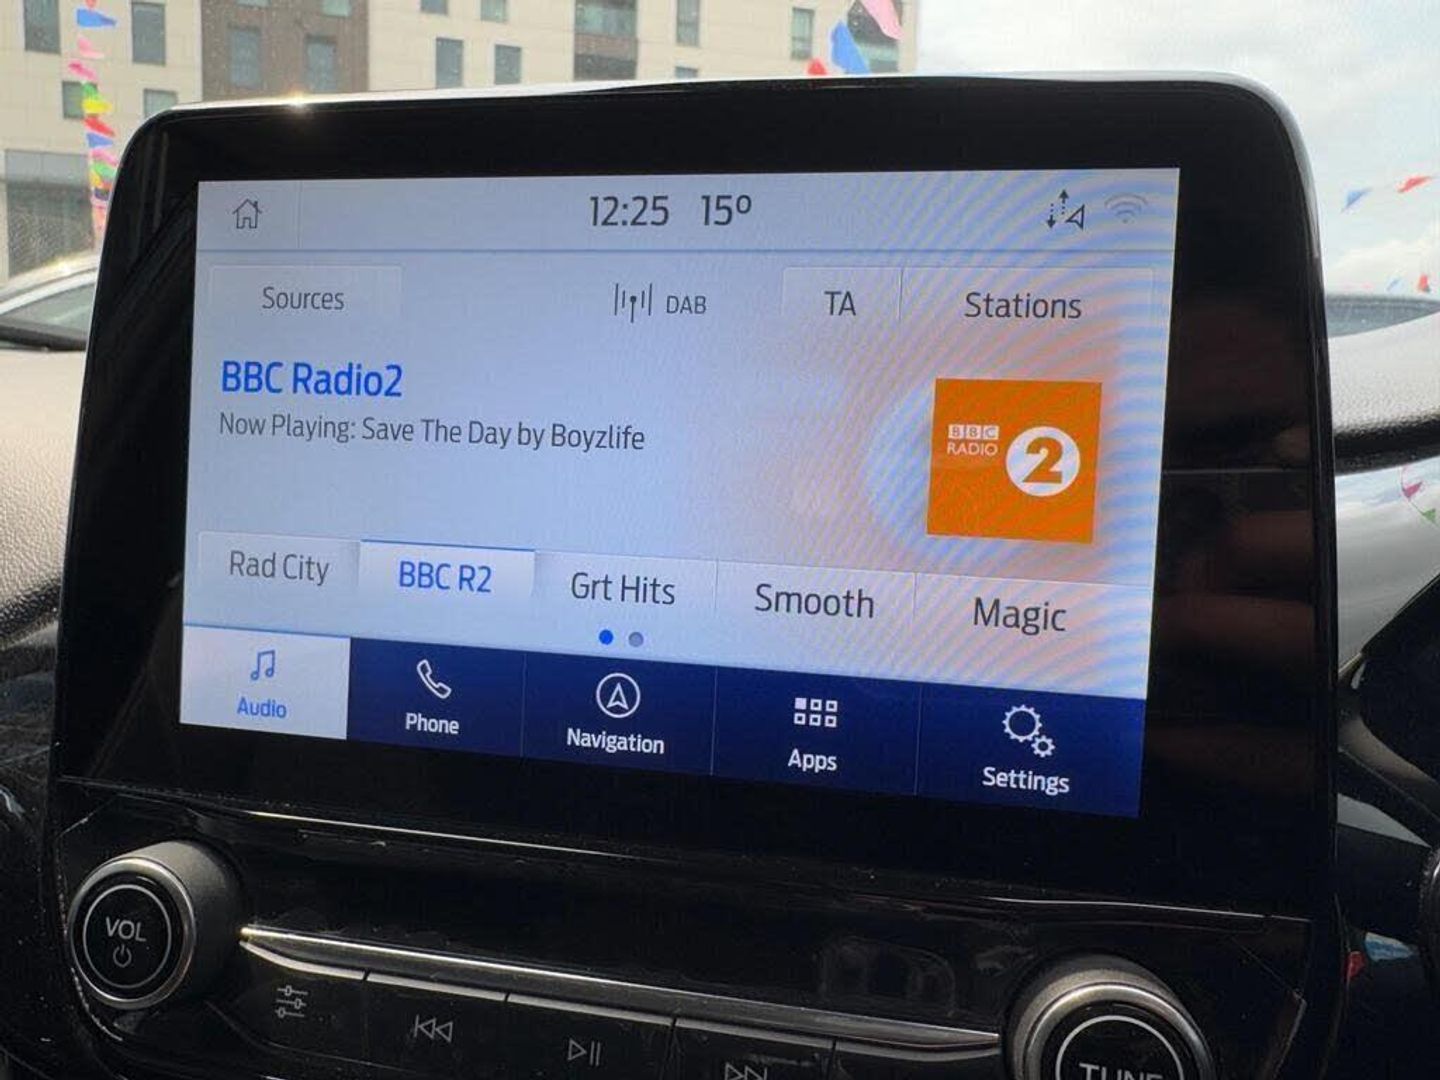 12:25 15º
Sources DAB TA Stations
BBC Radio2
Now Playing: Save The Day by Boyzlife
BBC
RADIO 2
Rad City BBC R2 Grt Hits Smooth Magic
Audio Phone Navigation Apps Settings
VOL
TUNE